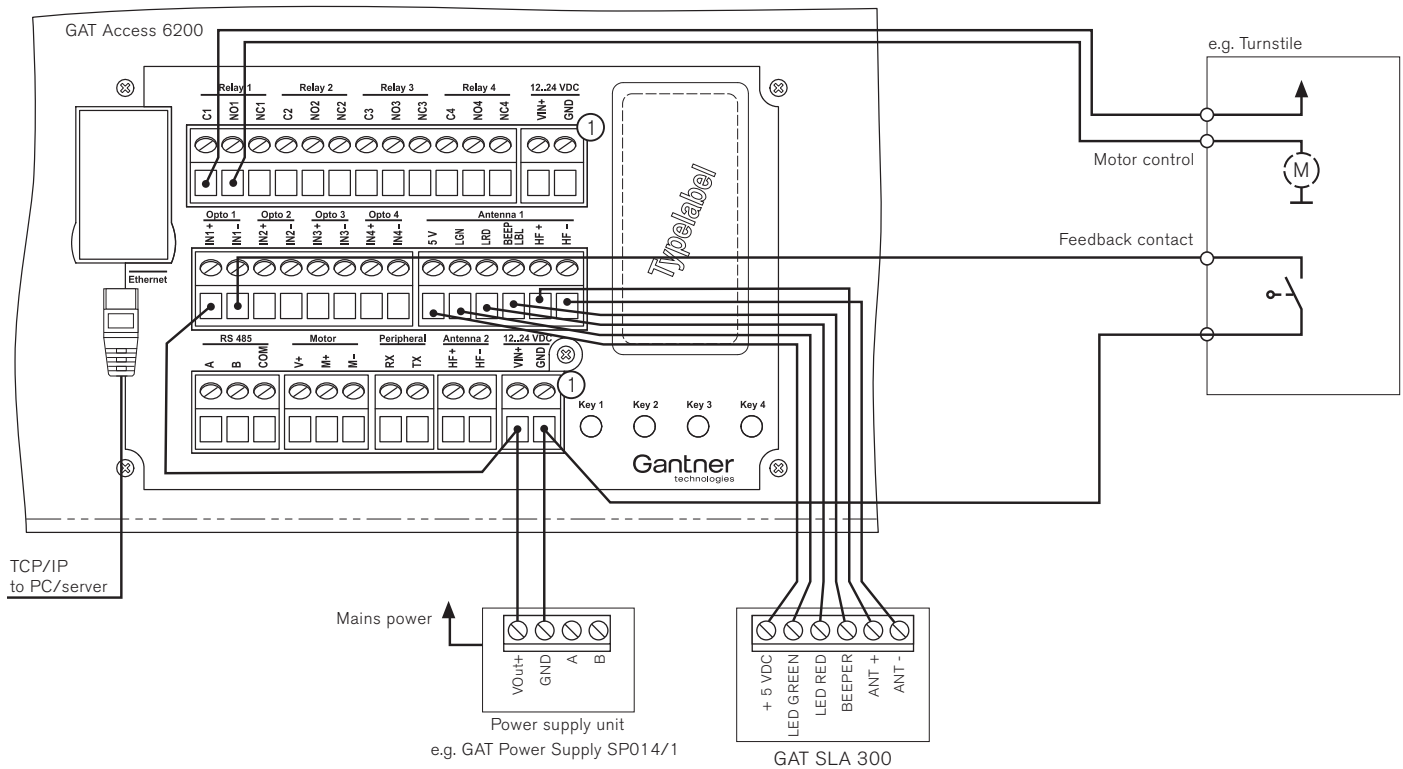 GAT Access 6200
e.g. Turnstile
Relay 1 Relay 2 Relay 3 Relay 4 12..24 VDC
C1 NO1 NC1 C2 NO2 NC2 C3 NO3 NC3 C4 NO4 NC4 VIN+ GND
1
Motor control
M
Typelabel
Opto 1 Opto 2 Opto 3 Opto 4 Antenna 1
IN1+ IN1- IN2+ IN2- IN3+ IN3- IN4+ IN4- 5 V LGN LRD BEEP LBL HF + HF -
Feedback contact
Ethernet
RS 485 Motor Peripheral Antenna 2 12..24 VDC
A B COM V+ M+ M- RX TX HF+ HF- VIN+ GND
1
Key 1 Key 2 Key 3 Key 4
Gantner
technologies
TCP/IP
to PC/server
Mains power
VOut+ GND A B
+ 5 VDC LED GREEN LED RED BEEPER ANT + ANT -
Power supply unit
e.g. GAT Power Supply SP014/1
GAT SLA 300